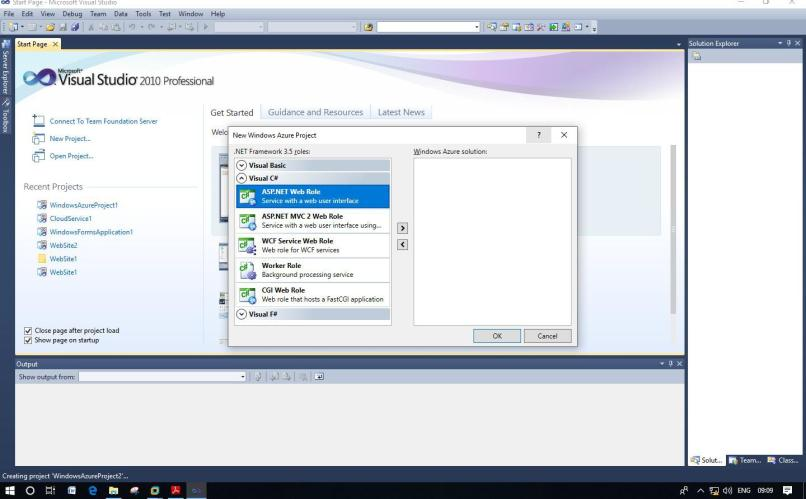 Start Page - Microsoft Visual Studio
File Edit View Debug Team Data Tools Test Window Help
Start Page
Solution Explorer
Server Explorer
Toolbox
Microsoft
Visual Studio 2010 Professional
Connect To Team Foundation Server
New Project...
Open Project...
Recent Projects
WindowsAzureProject1
CloudService1
WindowsFormsApplication1
WebSite2
WebSite1
WebSite1
Close page after project load
Show page on startup
Get Started Guidance and Resources Latest News
Welc
New Windows Azure Project
?
.NET Framework 3.5 roles:
Windows Azure solution:
Visual Basic
Visual C#
ASP.NET Web Role
Service with a web user interface
ASP.NET MVC 2 Web Role
Service with a web user interface using...
WCF Service Web Role
Web role for WCF services
Worker Role
Background processing service
CGI Web Role
Web role that hosts a FastCGI application
Visual F#
OK Cancel
Output
Show output from:
Solut... Team... Class...
Creating project 'WindowsAzureProject2'...
ENG 09:09